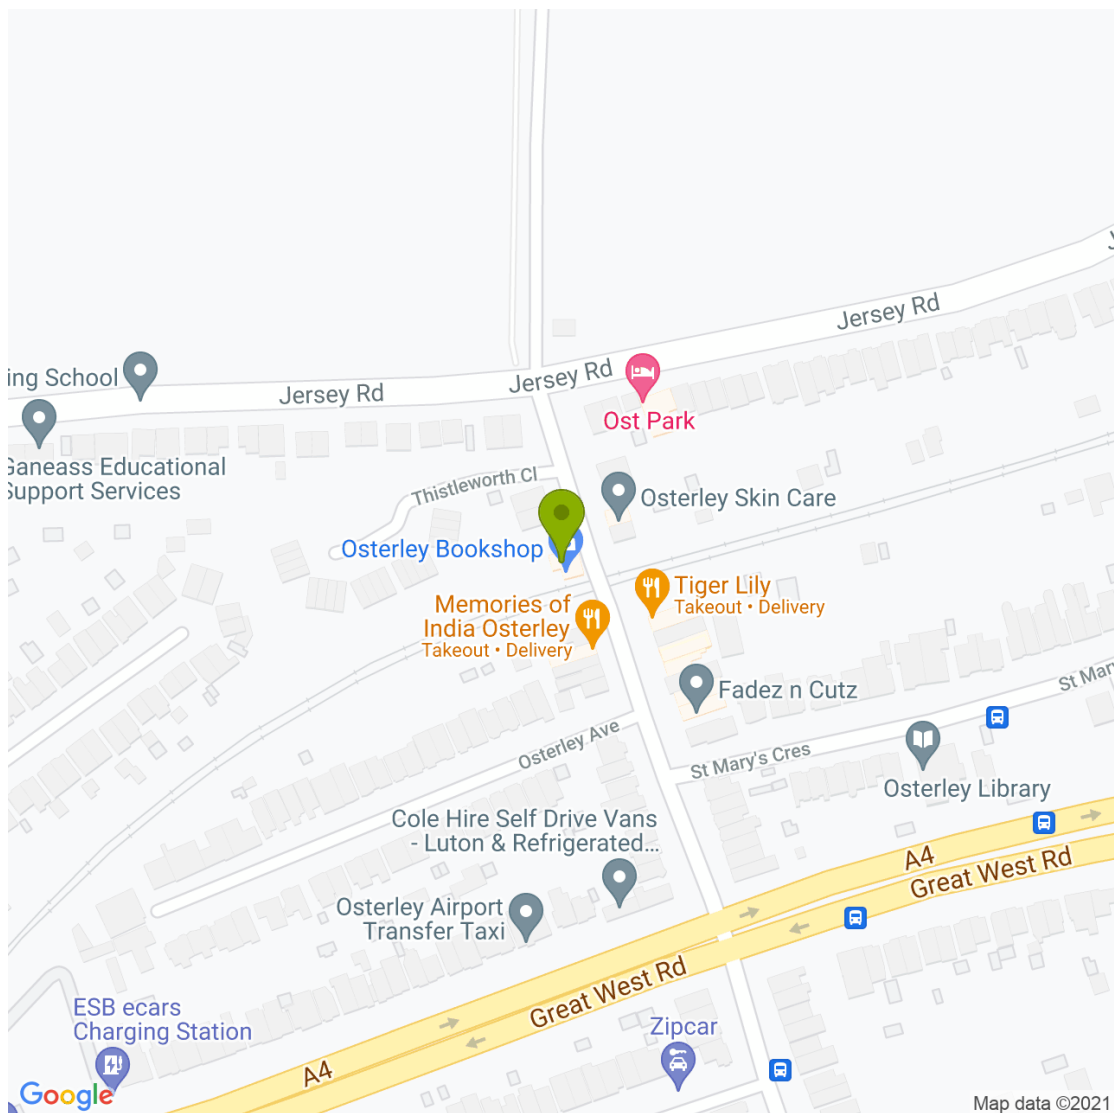 Jersey Rd
Jersey Rd
Jersey Rd
ing School
Ost Park
Ganeass Educational
Support Services
Thistleworth Cl
Osterley Skin Care
Osterley Bookshop
Tiger Lily
Takeout • Delivery
Memories of
India Osterley
Takeout • Delivery
Fadez n Cutz
St Mary
Osterley Ave
St Mary's Cres
Osterley Library
Cole Hire Self Drive Vans
- Luton & Refrigerated...
A4
Great West Rd
Osterley Airport
Transfer Taxi
Great West Rd
ESB ecars
Charging Station
Zipcar
A4
Google
Map data ©2021